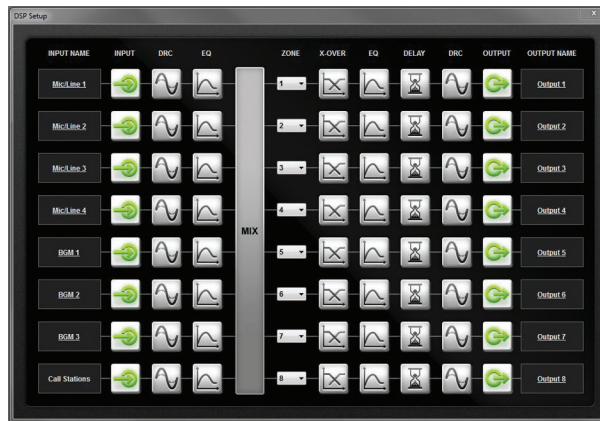 DSP Setup
x
INPUT NAME INPUT DRC EQ ZONE X-OVER EQ DELAY DRC OUTPUT OUTPUT NAME
Mic/Line 1 1 Output 1
Mic/Line 2 2 Output 2
Mic/Line 3 3 Output 3
Mic/Line 4 4 Output 4
MIX
BGM 1 5 Output 5
BGM 2 6 Output 6
BGM 3 7 Output 7
Call Stations 8 Output 8